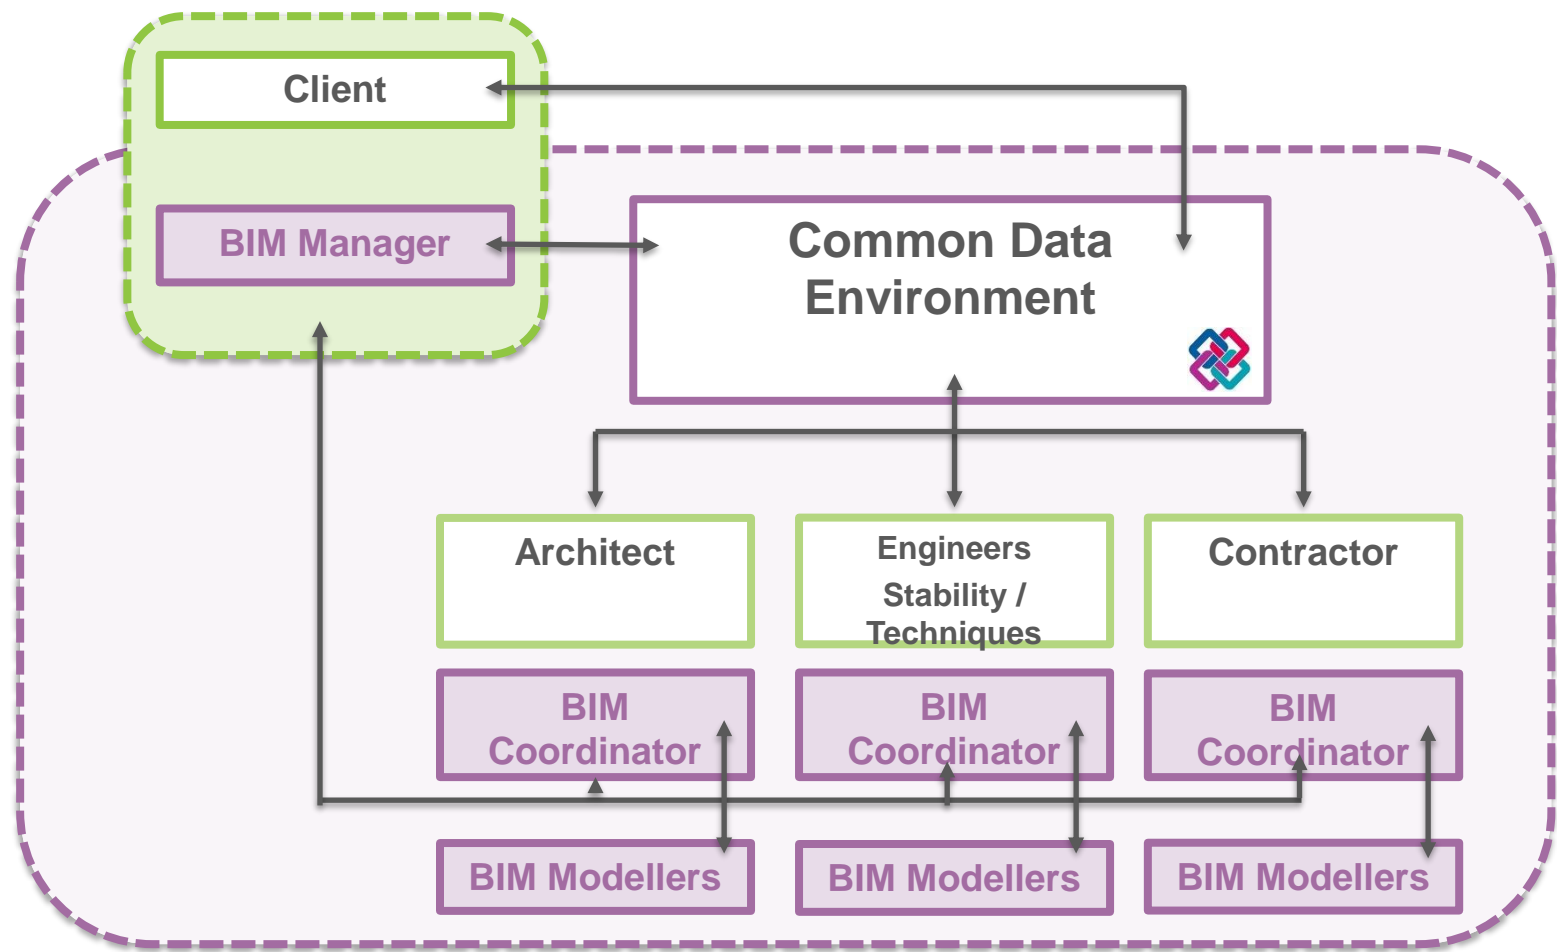 Client
BIM Manager
Common Data
Environment
Architect
Engineers
Stability /
Techniques
Contractor
BIM
Coordinator
BIM
Coordinator
BIM
Coordinator
BIM Modellers
BIM Modellers
BIM Modellers